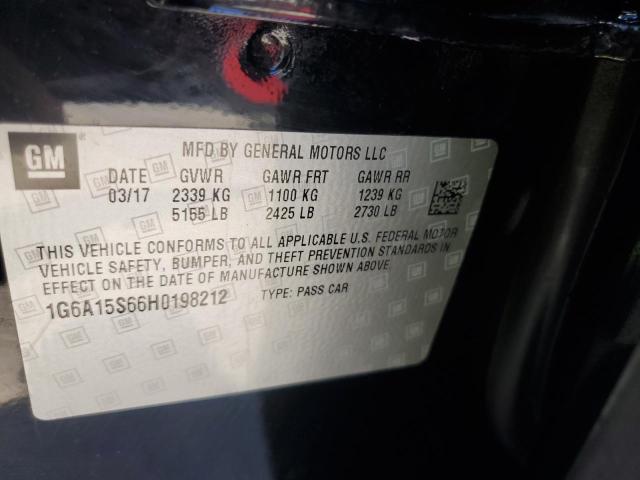 GM
MFD BY GENERAL MOTORS LLC
DATE GVWR GAWR FRT GAWR RR
03/17 2339 KG 1100 KG 1239 KG
5155 LB 2425 LB 2730 LB
THIS VEHICLE CONFORMS TO ALL APPLICABLE U.S. FEDERAL MOTOR
VEHICLE SAFETY, BUMPER, AND THEFT PREVENTION STANDARDS IN
EFFECT ON THE DATE OF MANUFACTURE SHOWN ABOVE.
1G6A15S66H0198212 TYPE: PASS CAR